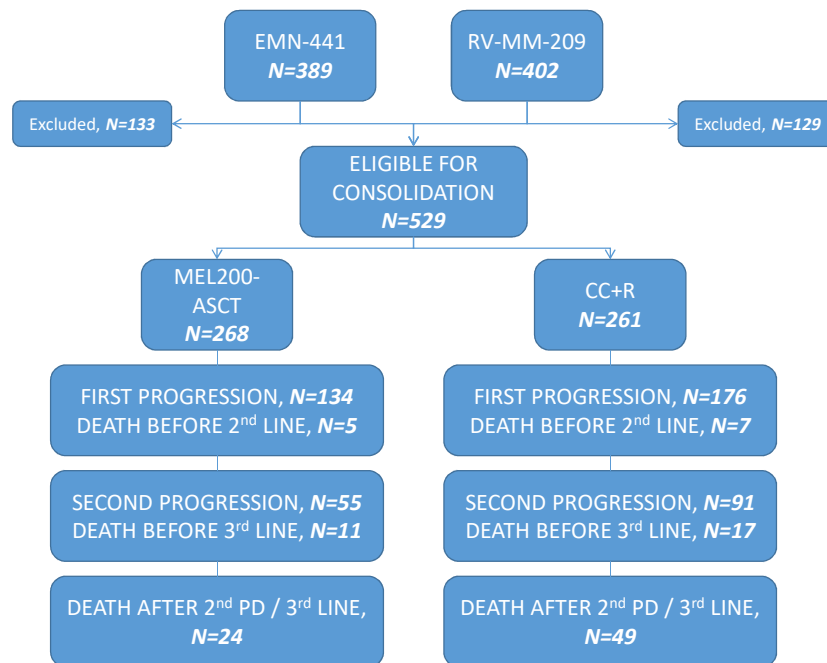 EMN-441
N=389
RV-MM-209
N=402
Excluded, N=133
Excluded, N=129
ELIGIBLE FOR
CONSOLIDATION
N=529
MEL200-
ASCT
N=268
CC+R
N=261
FIRST PROGRESSION, N=134
DEATH BEFORE 2nd LINE, N=5
FIRST PROGRESSION, N=176
DEATH BEFORE 2nd LINE, N=7
SECOND PROGRESSION, N=55
DEATH BEFORE 3rd LINE, N=11
SECOND PROGRESSION, N=91
DEATH BEFORE 3rd LINE, N=17
DEATH AFTER 2nd PD / 3rd LINE,
N=24
DEATH AFTER 2nd PD / 3rd LINE,
N=49